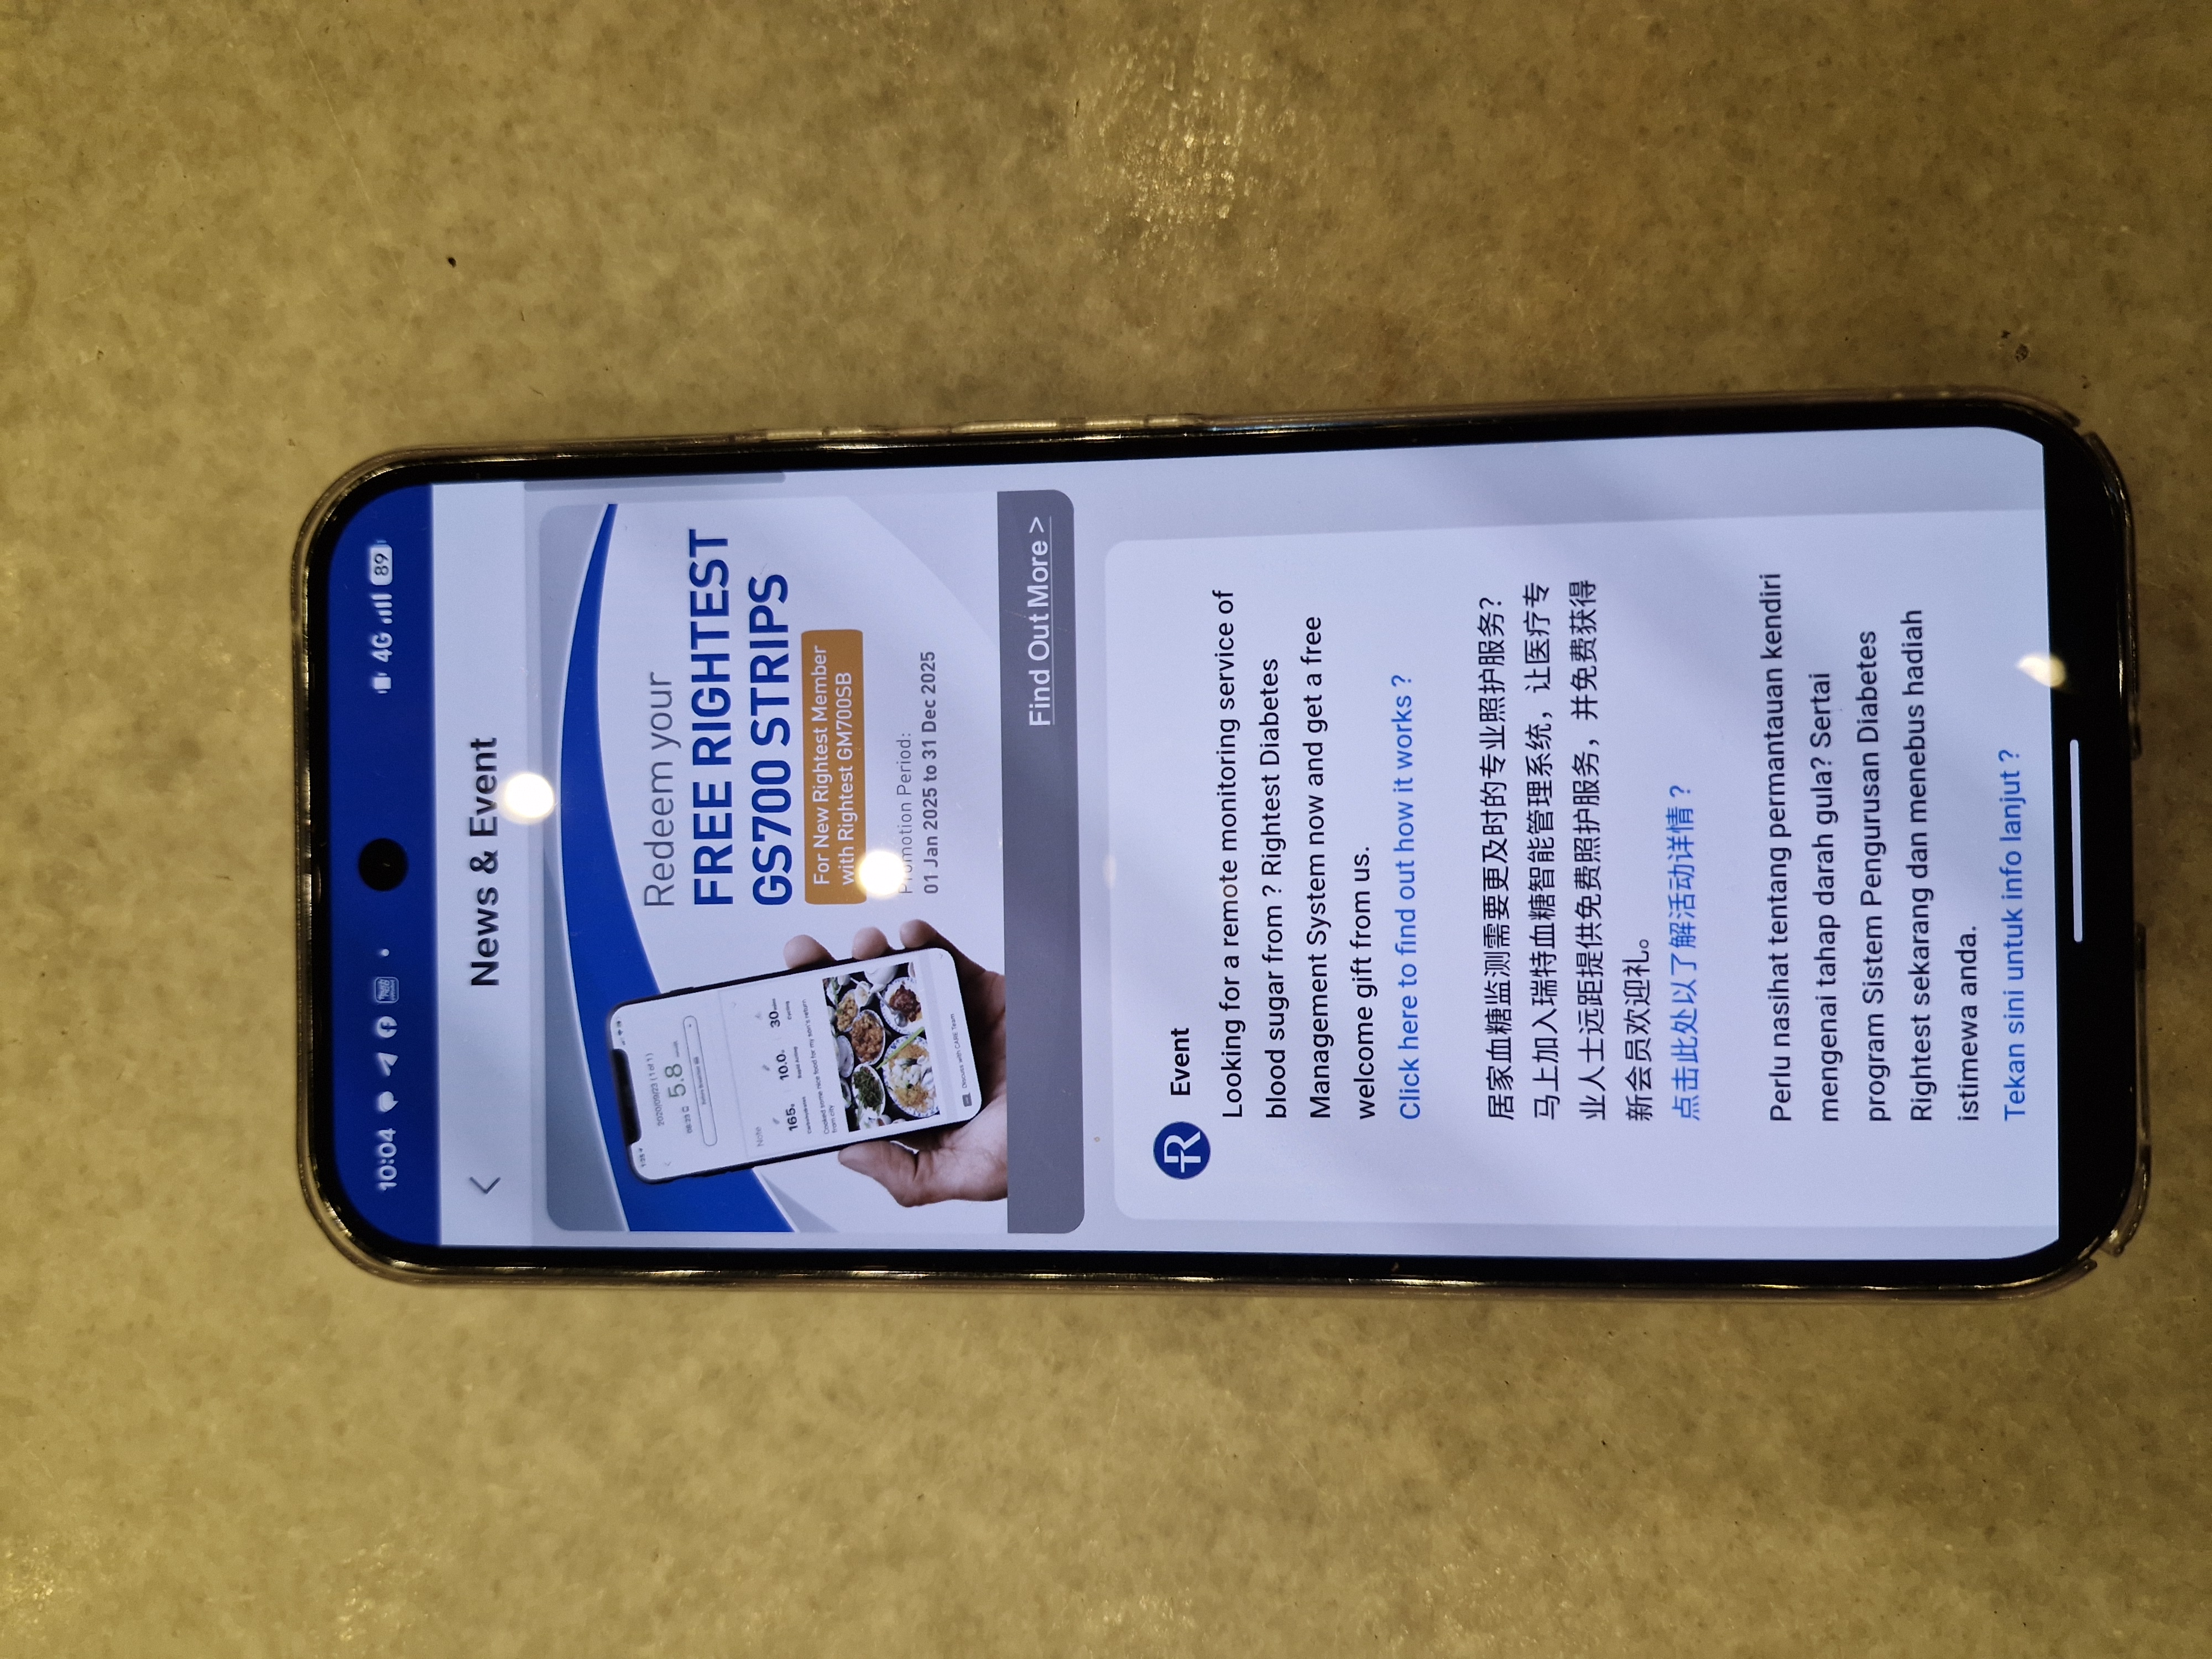 10:04
4G 89
News & Event
2020/09/23 (1 of 1)
08:23 5.8
Before Breakfast
Note
165 10.0 30
Carbohydrates Rapid Acting
Cooked some nice food for my son's return
from city
Discuss with CARE Team
Redeem your
FREE RIGHTEST
GS700 STRIPS
For New Rightest Member
with Rightest GM700SB
Promotion Period:
01 Jan 2025 to 31 Dec 2025
Find Out More >
Event
Looking for a remote monitoring service of
blood sugar from ? Rightest Diabetes
Management System now and get a free
welcome gift from us.
Click here to find out how it works ?
居家血糖监测需要更及时的专业照护服务?
马上加入瑞特血糖智能管理系统，让医疗专
业人士远距提供免费照护服务，并免费获得
新会员欢迎礼。
点击此处以了解活动详情 ?
Perlu nasihat tentang permantauan kendiri
mengenai tahap darah gula? Sertai
program Sistem Pengurusan Diabetes
Rightest sekarang dan menebus hadiah
istimewa anda.
Tekan sini untuk info lanjut ?